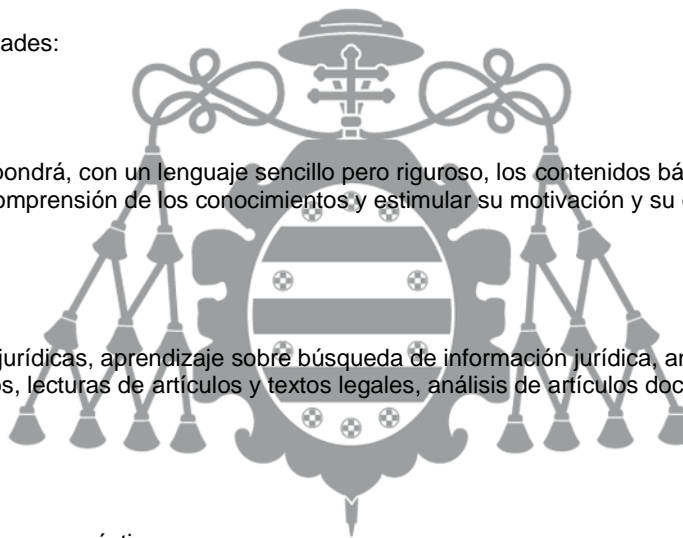 ades:
pondrá, con un lenguaje sencillo pero riguroso, los contenidos bá
omprensión de los conocimientos y estimular su motivación y su
jurídicas, aprendizaje sobre búsqueda de información jurídica, a
os, lecturas de artículos y textos legales, análisis de artículos doc